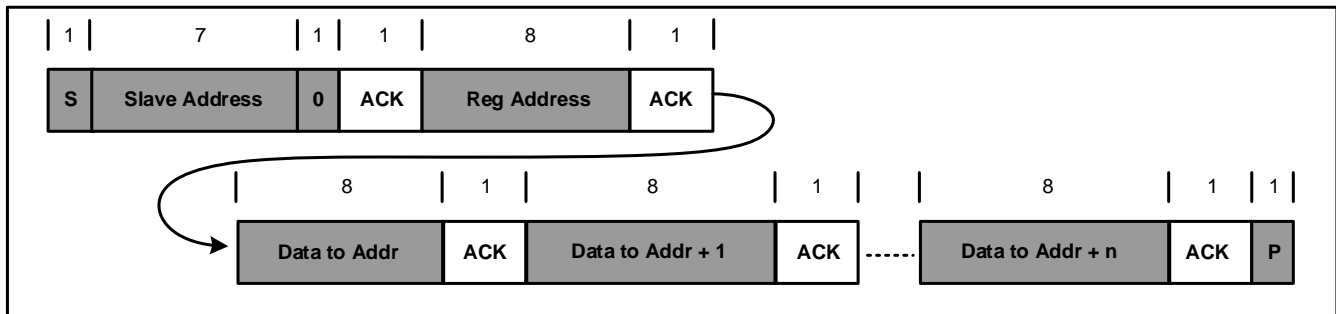 1 7 1 1 8 1
S Slave Address 0 ACK Reg Address ACK
8 1 8 1 8 1 1
Data to Addr ACK Data to Addr + 1 ACK Data to Addr + n ACK P